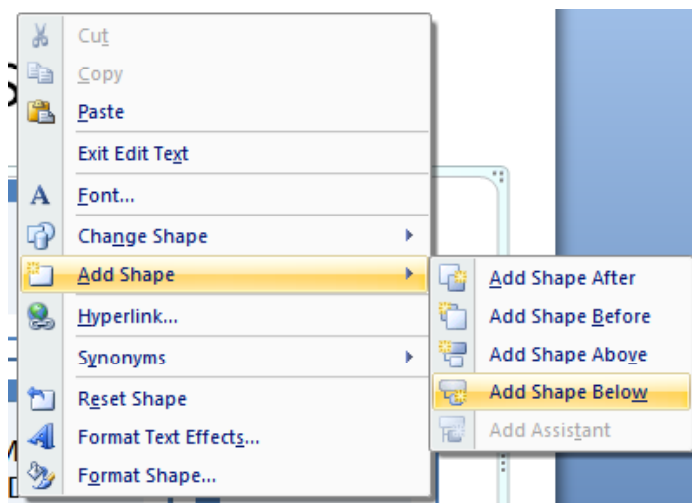 Cut
Copy
Paste
Exit Edit Text
Font...
Change Shape
Add Shape
Hyperlink...
Synonyms
Reset Shape
Format Text Effects...
Format Shape...
Add Shape After
Add Shape Before
Add Shape Above
Add Shape Below
Add Assistant